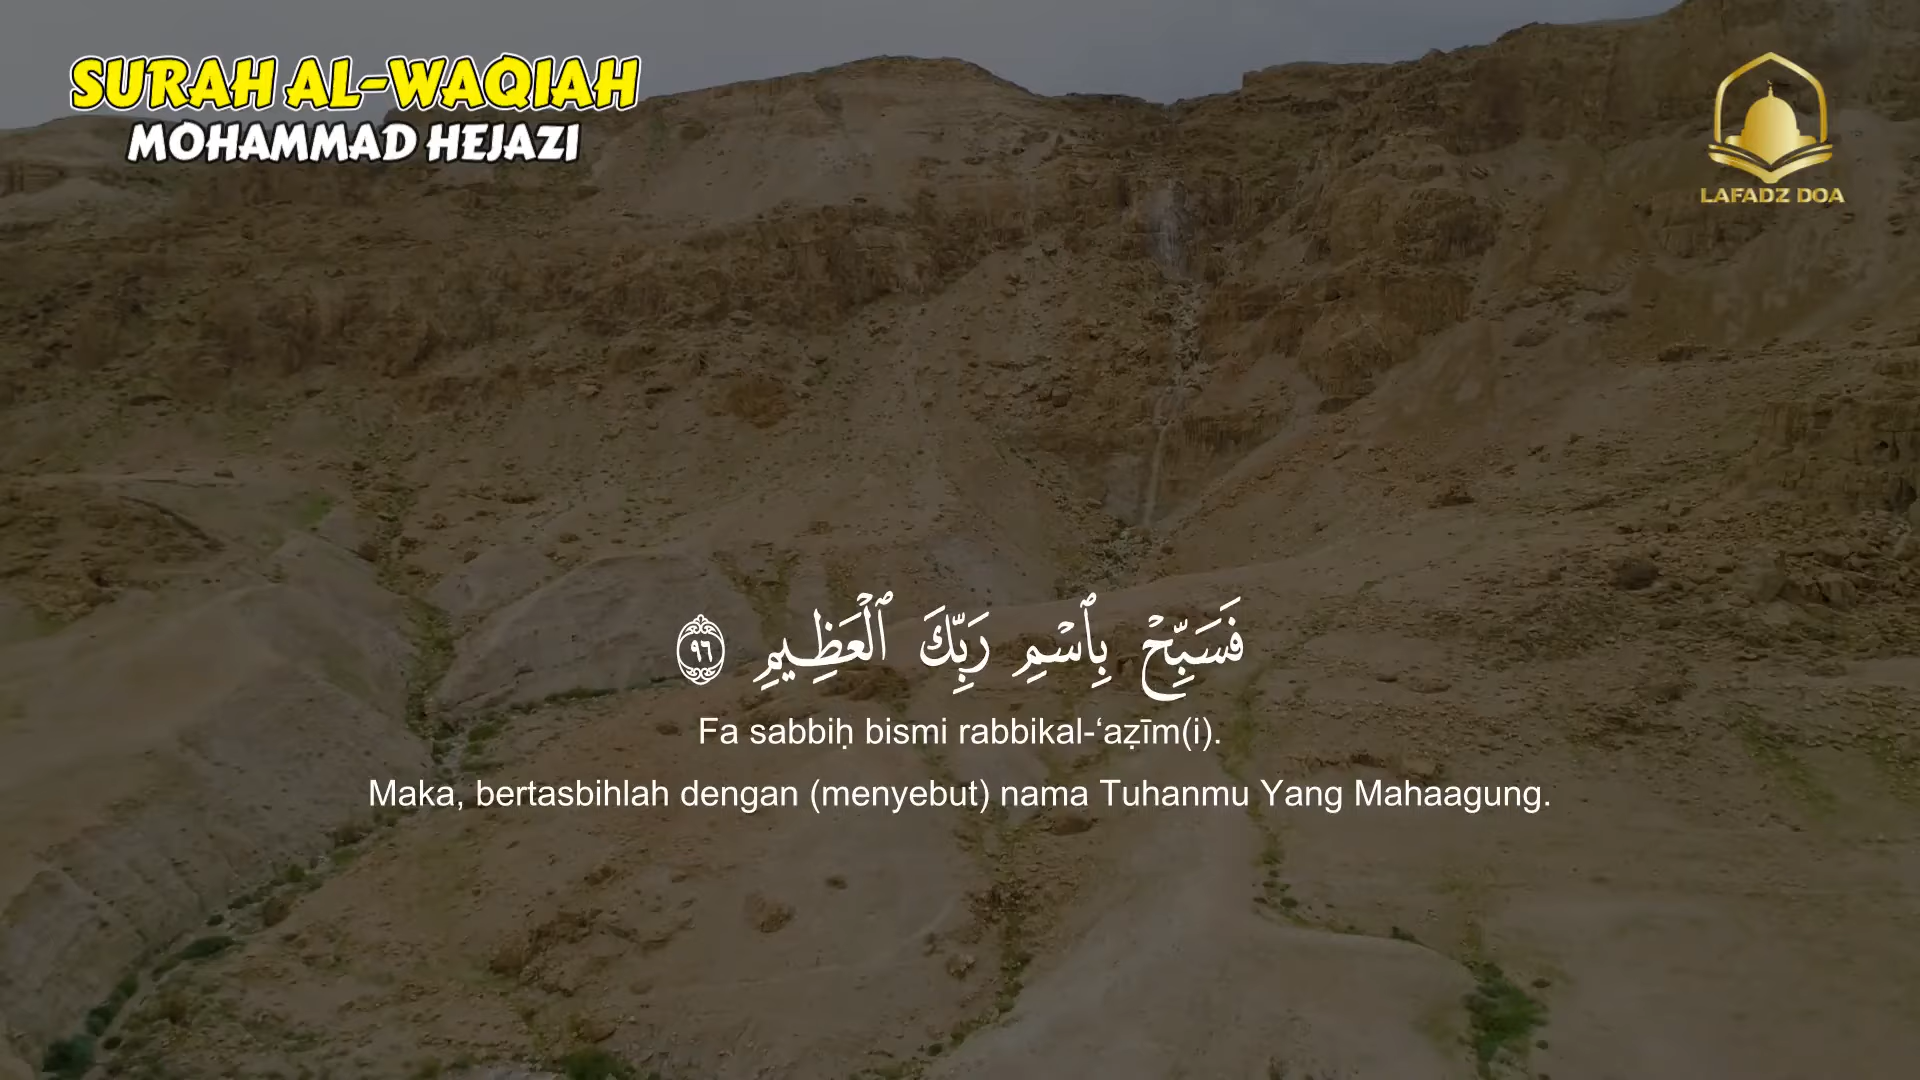 SURAH AL-WAQIAH
MOHAMMAD HEJAZI
LAFADZ DOA
فَسَبِّحْ بِٱسْمِ رَبِّكَ ٱلْعَظِيمِ ٩٦
Fa sabbiḥ bismi rabbikal-‘aẓīm(i).
Maka, bertasbihlah dengan (menyebut) nama Tuhanmu Yang Mahaagung.